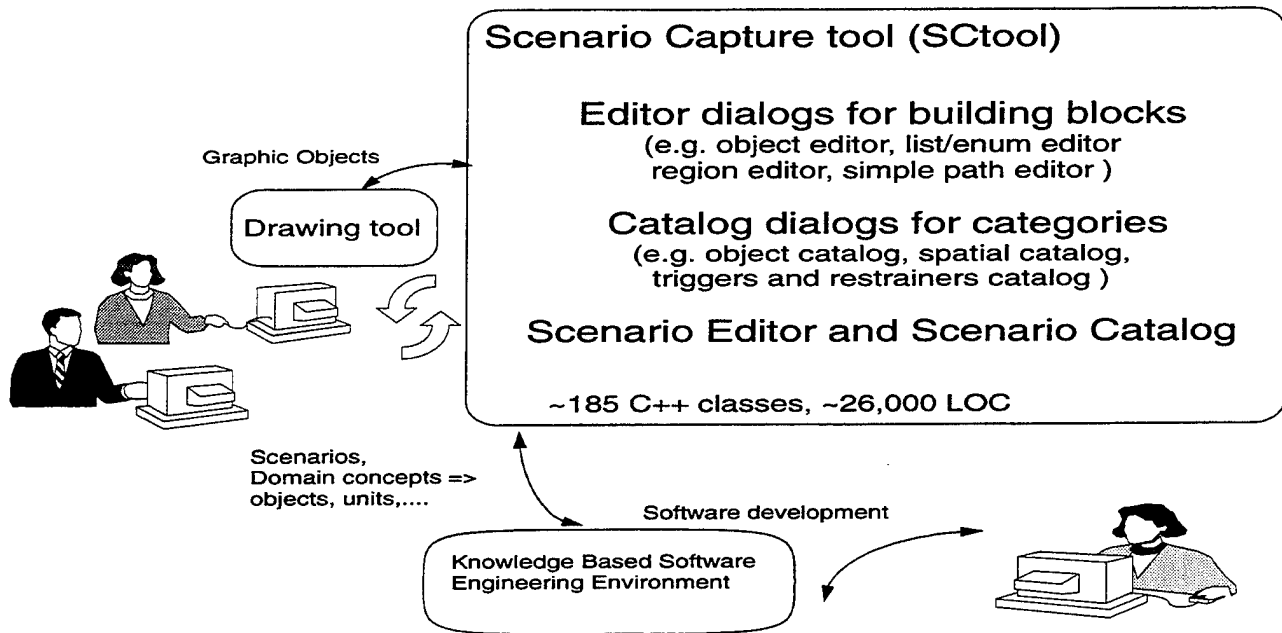 Scenario Capture tool (SCtool)
Editor dialogs for building blocks
(e.g. object editor, list/enum editor
region editor, simple path editor )
Graphic Objects
Drawing tool
Catalog dialogs for categories
(e.g. object catalog, spatial catalog,
triggers and restrainers catalog )
Scenario Editor and Scenario Catalog
~185 C++ classes, ~26,000 LOC
Scenarios,
Domain concepts =>
objects, units,....
Software development
Knowledge Based Software
Engineering Environment